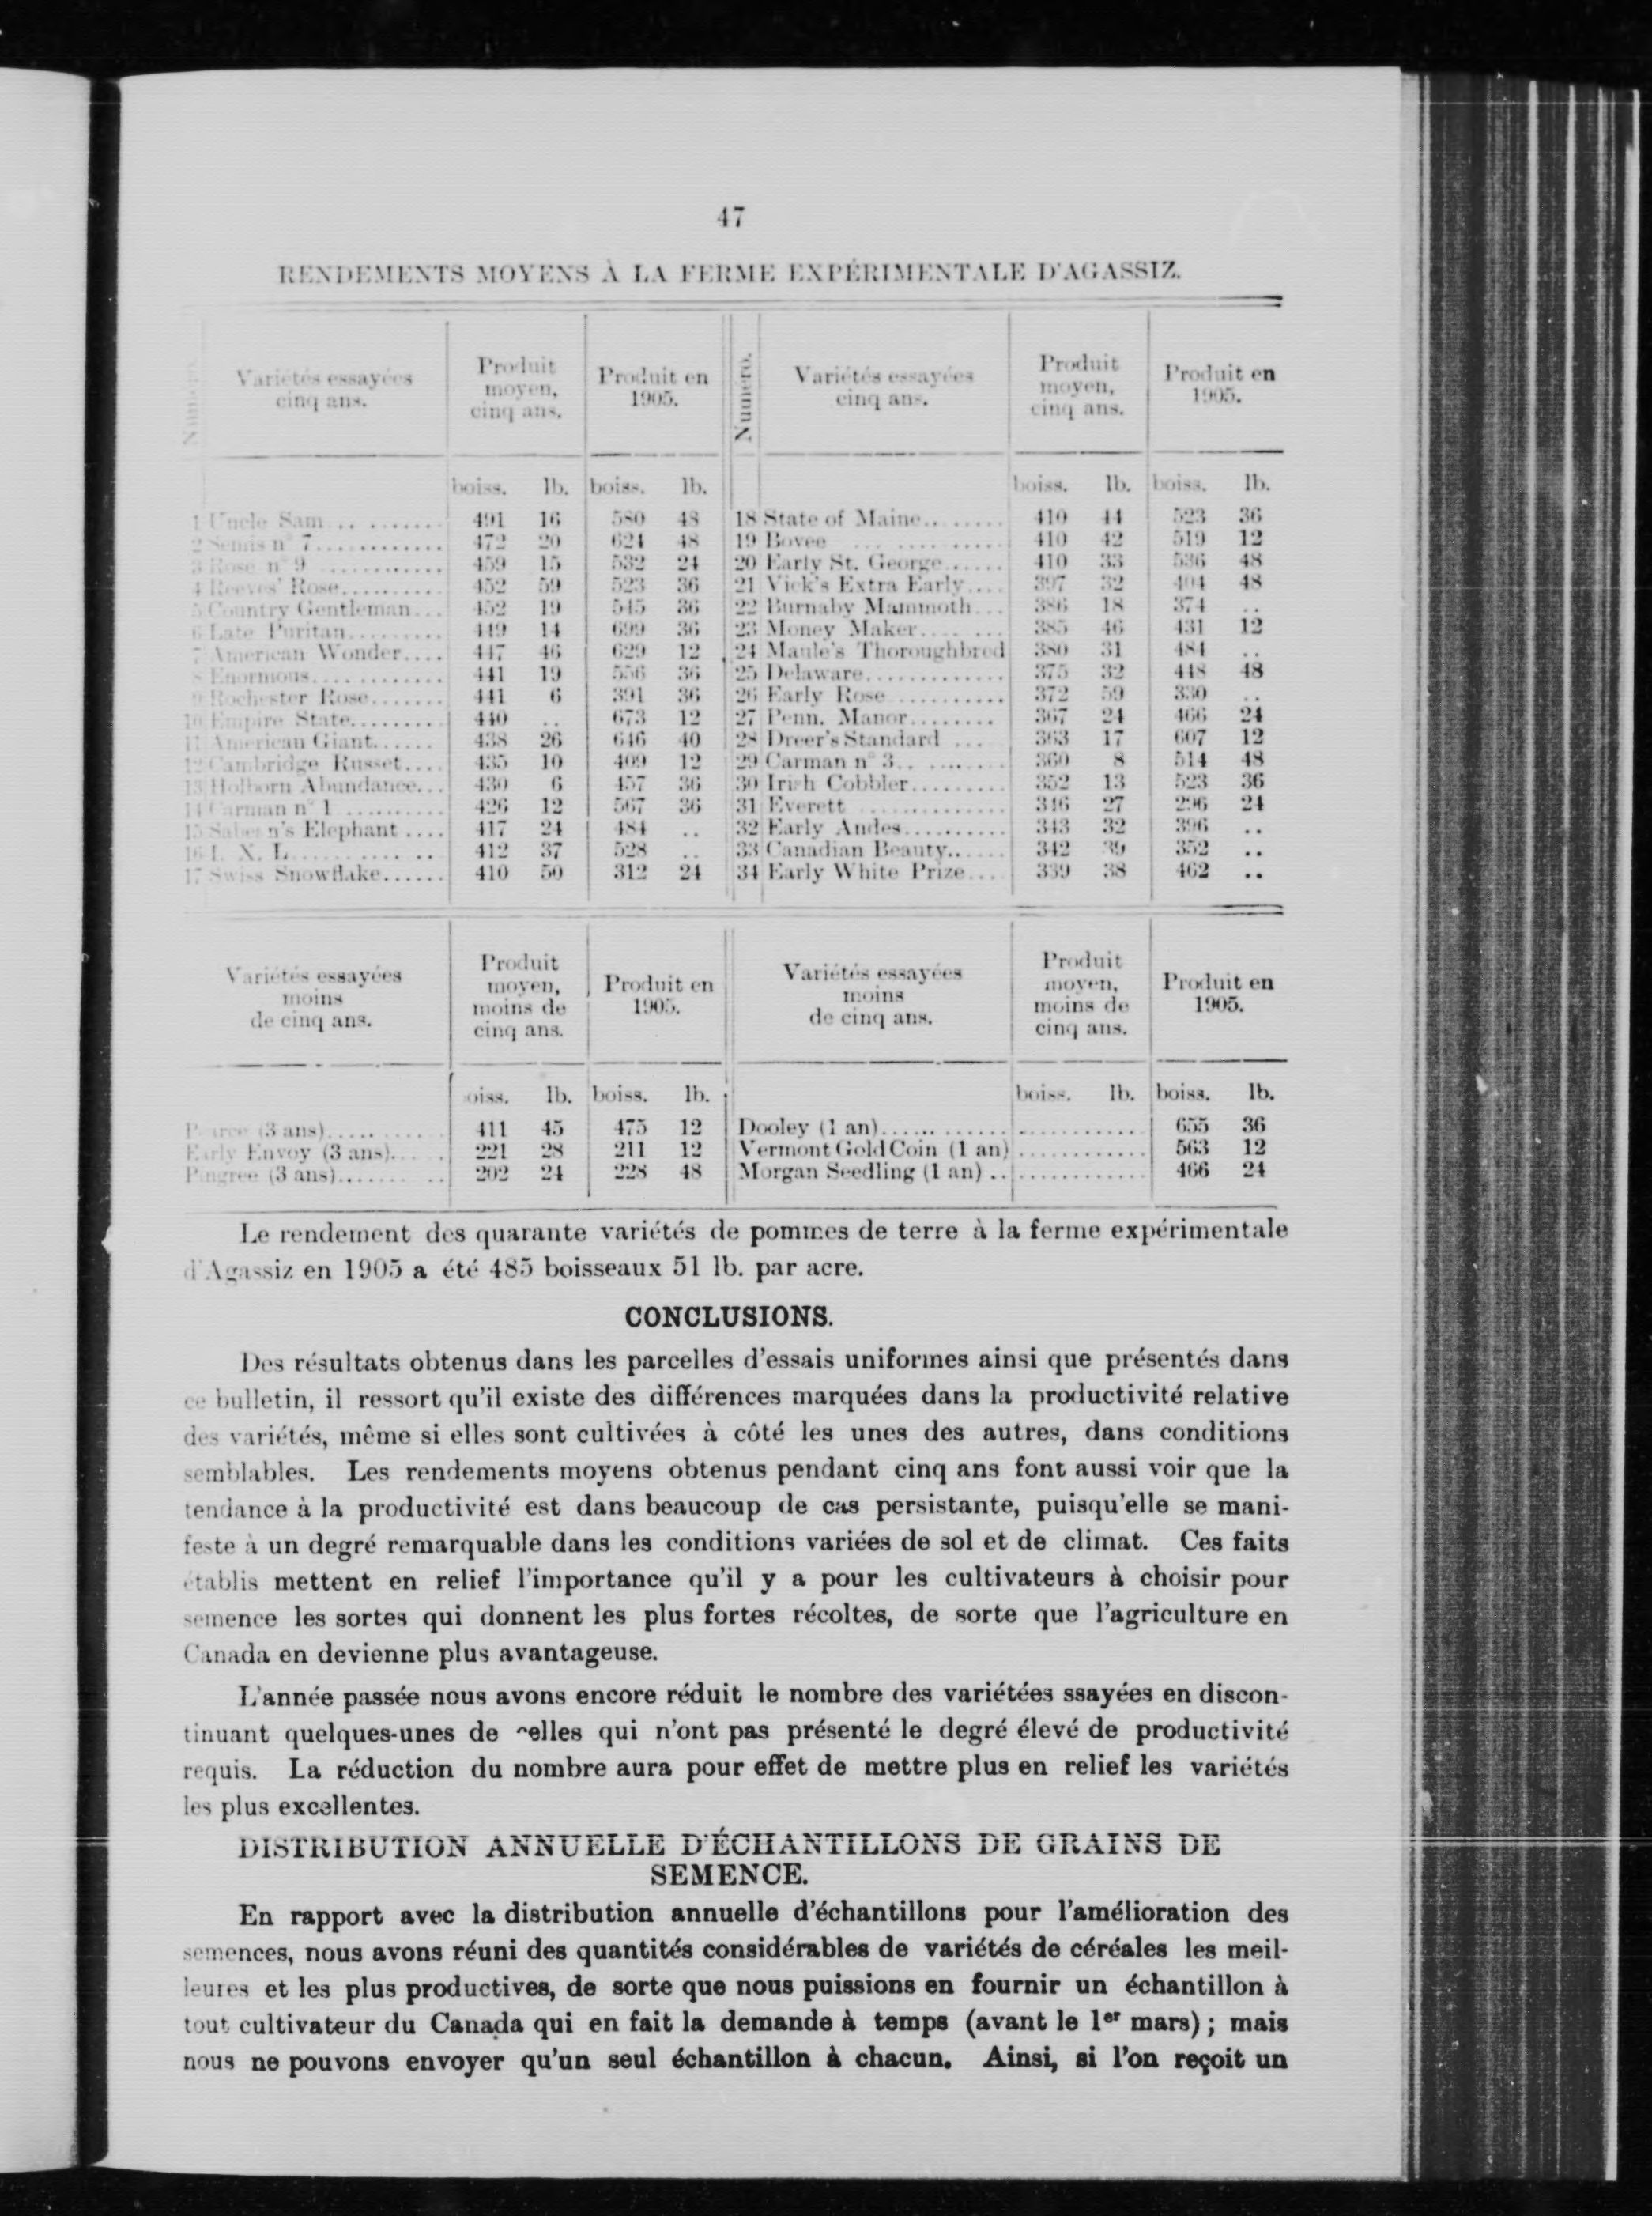 47
RENDEMENTS MOYENS À LA FERME EXPÉRIMENTALE D'AGASSIZ.
Numéro. Variétés essayées cinq ans. Produit moyen, cinq ans. Produit en 1905. Numéro. Variétés essayées cinq ans. Produit moyen, cinq ans. Produit en 1905.
boiss. lb. boiss. lb. boiss. lb. boiss. lb.
1 Uncle Sam.. ........ 491 16 580 48 18 State of Maine........ 410 44 523 36
2 Semis n° 7............ 472 20 624 48 19 Bovee ............. 410 42 519 12
3 Rose n° 9 ............ 459 15 532 24 20 Early St. George...... 410 33 536 48
4 Reeves' Rose.......... 452 59 523 36 21 Vick's Extra Early.... 397 32 404 48
5 Country Gentleman... 452 19 545 36 22 Burnaby Mammoth... 386 18 374 ..
6 Late Puritan......... 449 14 699 36 23 Money Maker....... 385 46 431 12
7 American Wonder.... 447 46 629 12 24 Maule's Thoroughbred 380 31 484 ..
8 Enormous............ 441 19 556 36 25 Delaware............. 375 32 448 48
9 Rochester Rose....... 441 6 391 36 26 Early Rose ........... 372 59 330 ..
10 Empire State......... 440 .. 673 12 27 Penn. Manor........ 367 24 466 24
11 American Giant...... 438 26 646 40 28 Dreer's Standard ... 363 17 607 12
12 Cambridge Russet.... 435 10 409 12 29 Carman n° 3.. ....... 360 8 514 48
13 Holborn Abundance... 430 6 457 36 30 Irish Cobbler......... 352 13 523 36
14 Carman n° 1 .......... 426 12 567 36 31 Everett ............. 346 27 296 24
15 Sabean's Elephant .... 417 24 484 .. 32 Early Andes.......... 343 32 396 ..
16 I. X. L............. 412 37 528 .. 33 Canadian Beauty...... 342 39 352 ..
17 Swiss Snowflake...... 410 50 312 24 34 Early White Prize.... 339 38 462 ..
Variétés essayées moins de cinq ans. Produit moyen, moins de cinq ans. Produit en 1905. Variétés essayées moins de cinq ans. Produit moyen, moins de cinq ans. Produit en 1905.
oiss. lb. boiss. lb. boiss. lb. boiss. lb.
Pearce (3 ans).......... 411 45 475 12 Dooley (1 an)............ ............ 655 36
Early Envoy (3 ans)..... 221 28 211 12 Vermont Gold Coin (1 an) ............ 563 12
Pingree (3 ans)......... 202 24 228 48 Morgan Seedling (1 an) .. ............ 466 24
Le rendement des quarante variétés de pommes de terre à la ferme expérimentale
d'Agassiz en 1905 a été 485 boisseaux 51 lb. par acre.
CONCLUSIONS.
Des résultats obtenus dans les parcelles d'essais uniformes ainsi que présentés dans
ce bulletin, il ressort qu'il existe des différences marquées dans la productivité relative
des variétés, même si elles sont cultivées à côté les unes des autres, dans conditions
semblables. Les rendements moyens obtenus pendant cinq ans font aussi voir que la
tendance à la productivité est dans beaucoup de cas persistante, puisqu'elle se mani-
feste à un degré remarquable dans les conditions variées de sol et de climat. Ces faits
établis mettent en relief l'importance qu'il y a pour les cultivateurs à choisir pour
semence les sortes qui donnent les plus fortes récoltes, de sorte que l'agriculture en
Canada en devienne plus avantageuse.
L'année passée nous avons encore réduit le nombre des variétées ssayées en discon-
tinuant quelques-unes de celles qui n'ont pas présenté le degré élevé de productivité
requis. La réduction du nombre aura pour effet de mettre plus en relief les variétés
les plus excellentes.
DISTRIBUTION ANNUELLE D'ÉCHANTILLONS DE GRAINS DE
SEMENCE.
En rapport avec la distribution annuelle d'échantillons pour l'amélioration des
semences, nous avons réuni des quantités considérables de variétés de céréales les meil-
leures et les plus productives, de sorte que nous puissions en fournir un échantillon à
tout cultivateur du Canada qui en fait la demande à temps (avant le 1er mars) ; mais
nous ne pouvons envoyer qu'un seul échantillon à chacun. Ainsi, si l'on reçoit un